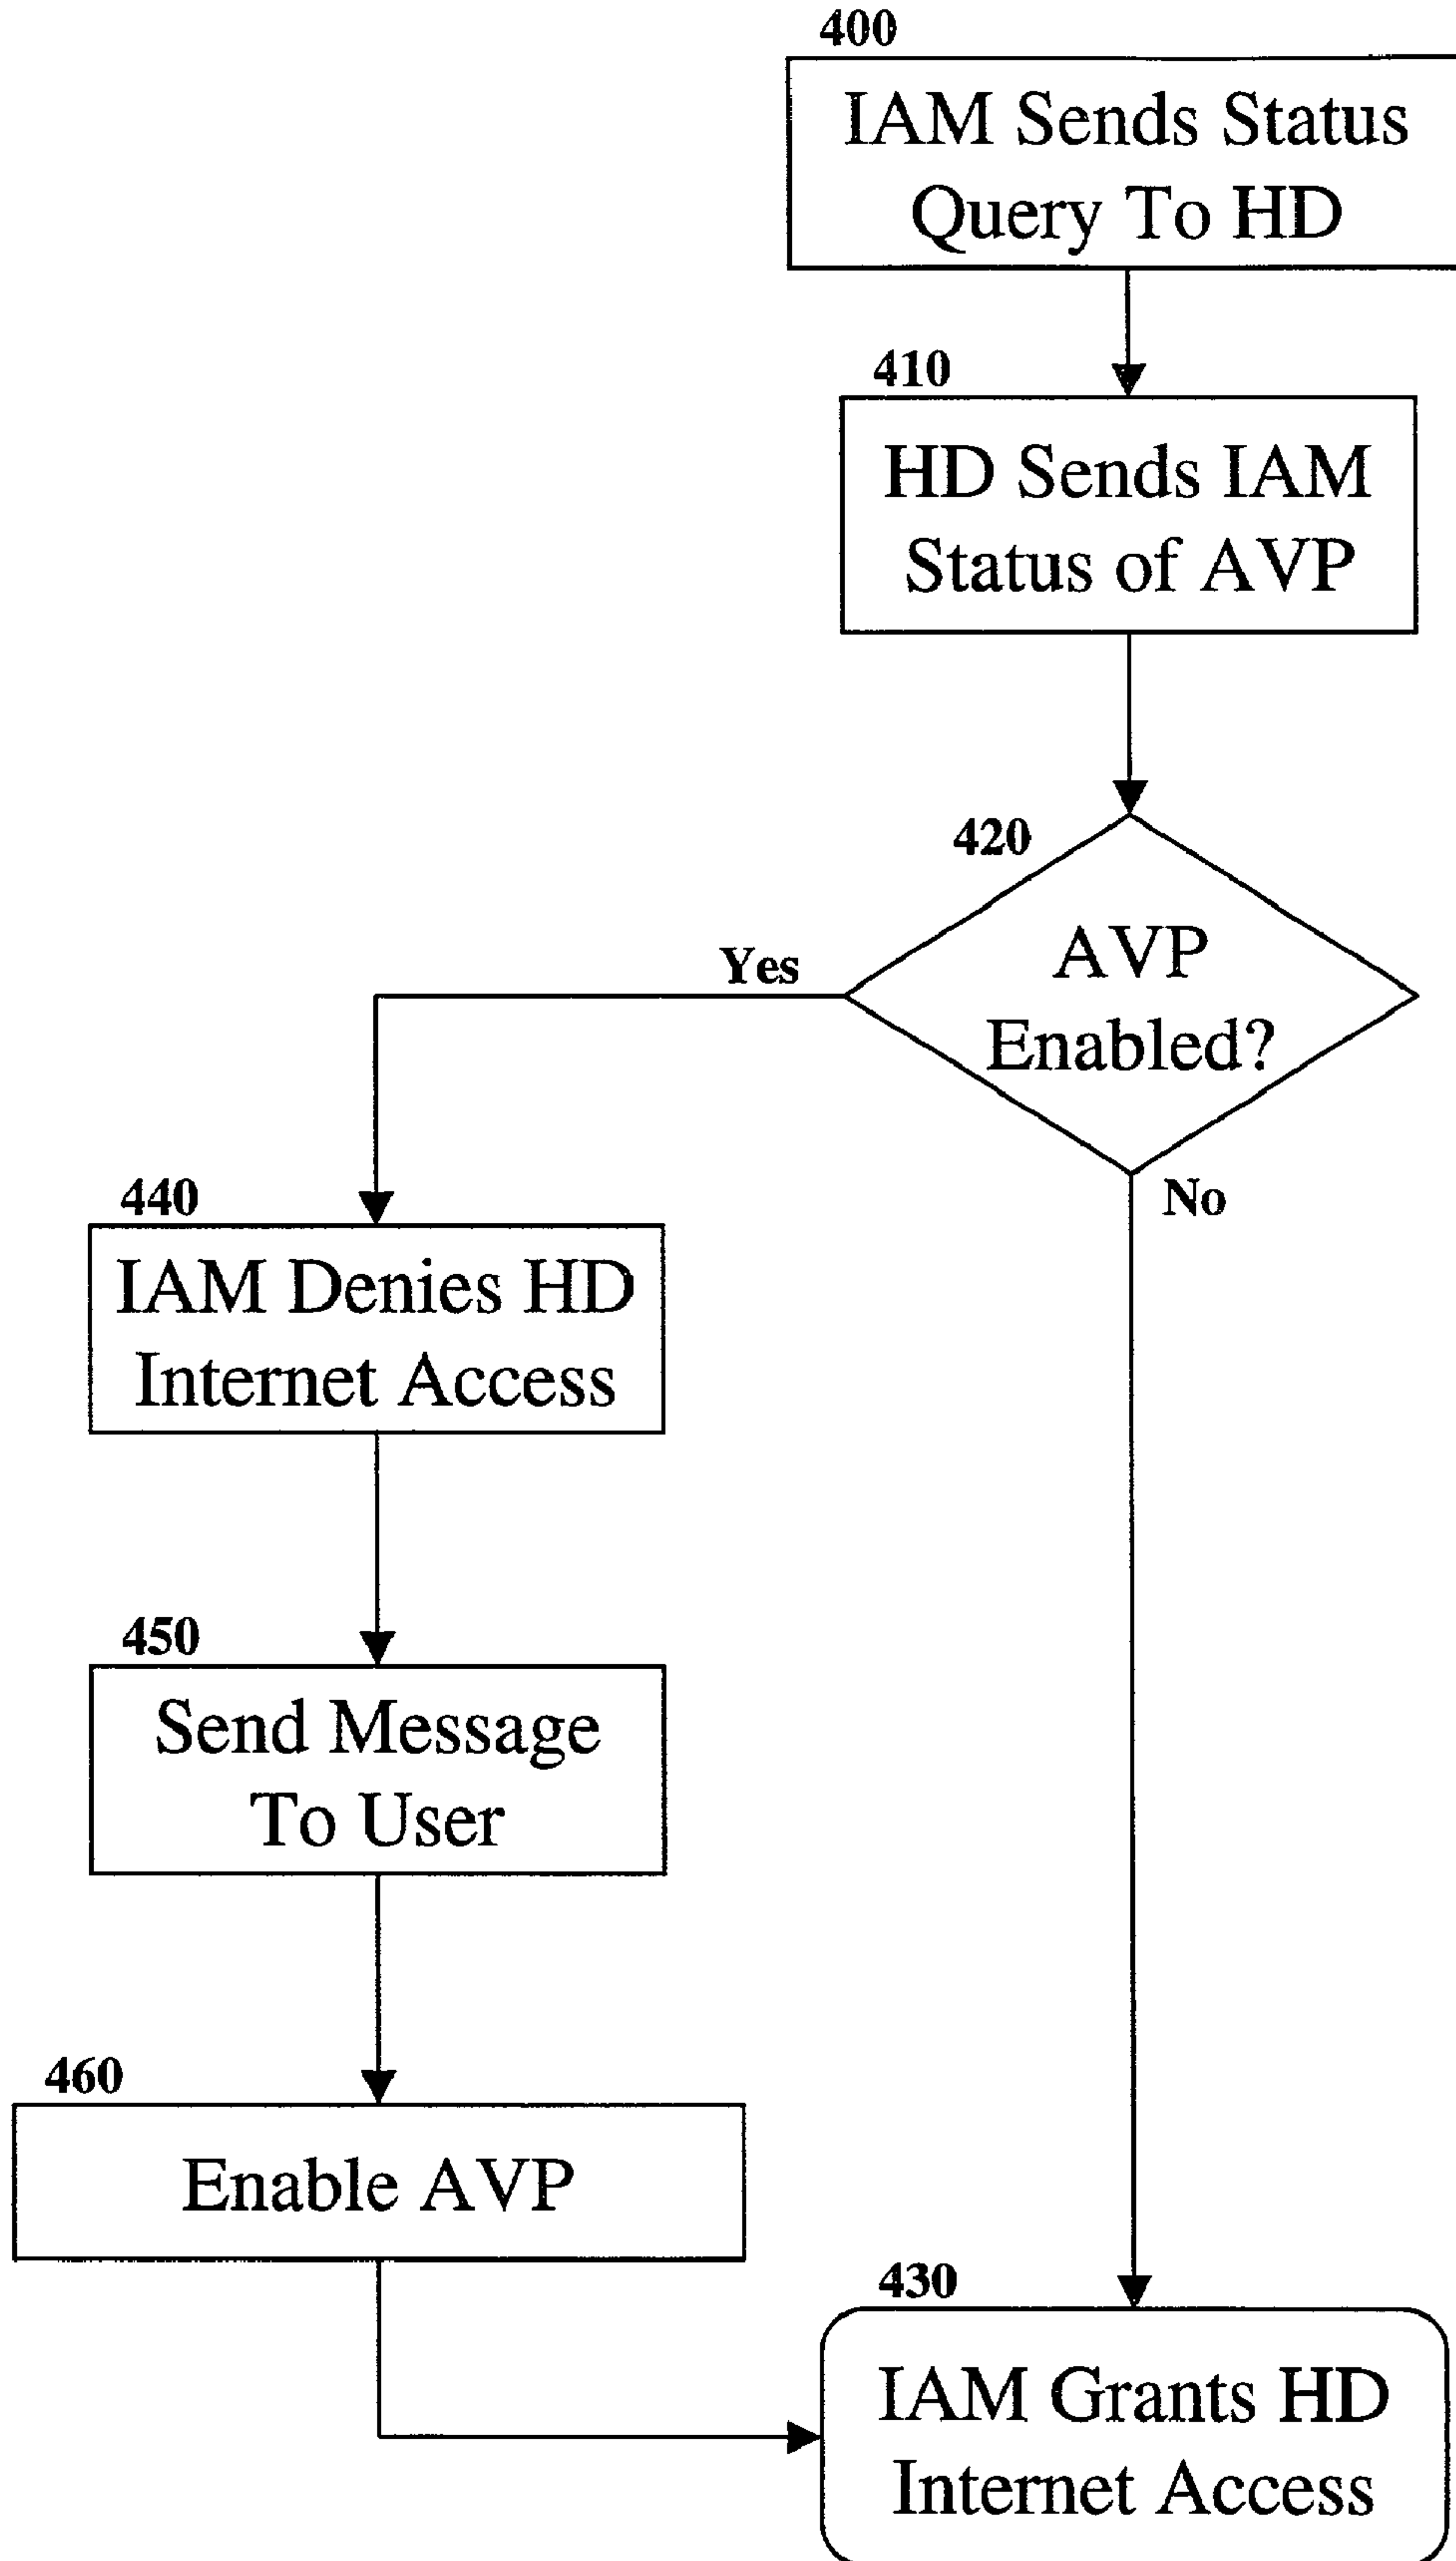 400
IAM Sends Status
Query To HD
410
HD Sends IAM
Status of AVP
420
AVP
Enabled?
Yes
No
440
IAM Denies HD
Internet Access
450
Send Message
To User
460
Enable AVP
430
IAM Grants HD
Internet Access